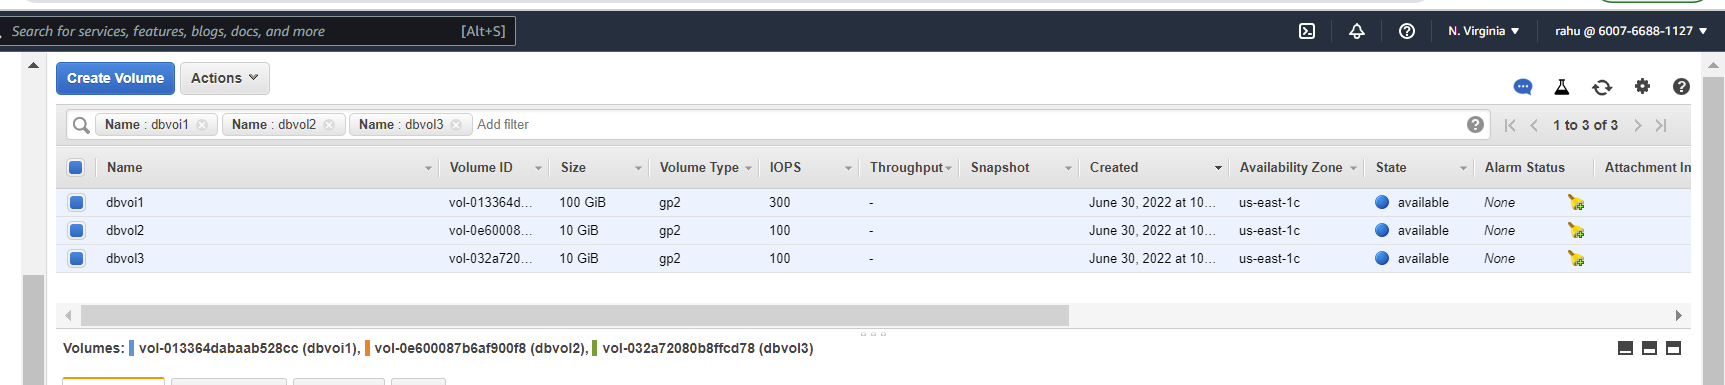 Search for services, features, blogs, docs, and more [Alt+S] N. Virginia rahu @ 6007-6688-1127
Create Volume Actions
Name : dbvoi1 Name : dbvol2 Name : dbvol3 Add filter 1 to 3 of 3
Name Volume ID Size Volume Type IOPS Throughput Snapshot Created Availability Zone State Alarm Status Attachment In
dbvoi1 vol-013364d... 100 GiB gp2 300 - June 30, 2022 at 10... us-east-1c available None
dbvol2 vol-0e60008... 10 GiB gp2 100 - June 30, 2022 at 10... us-east-1c available None
dbvol3 vol-032a720... 10 GiB gp2 100 - June 30, 2022 at 10... us-east-1c available None
Volumes: vol-013364dabaab528cc (dbvoi1), vol-0e600087b6af900f8 (dbvol2), vol-032a72080b8ffcd78 (dbvol3)